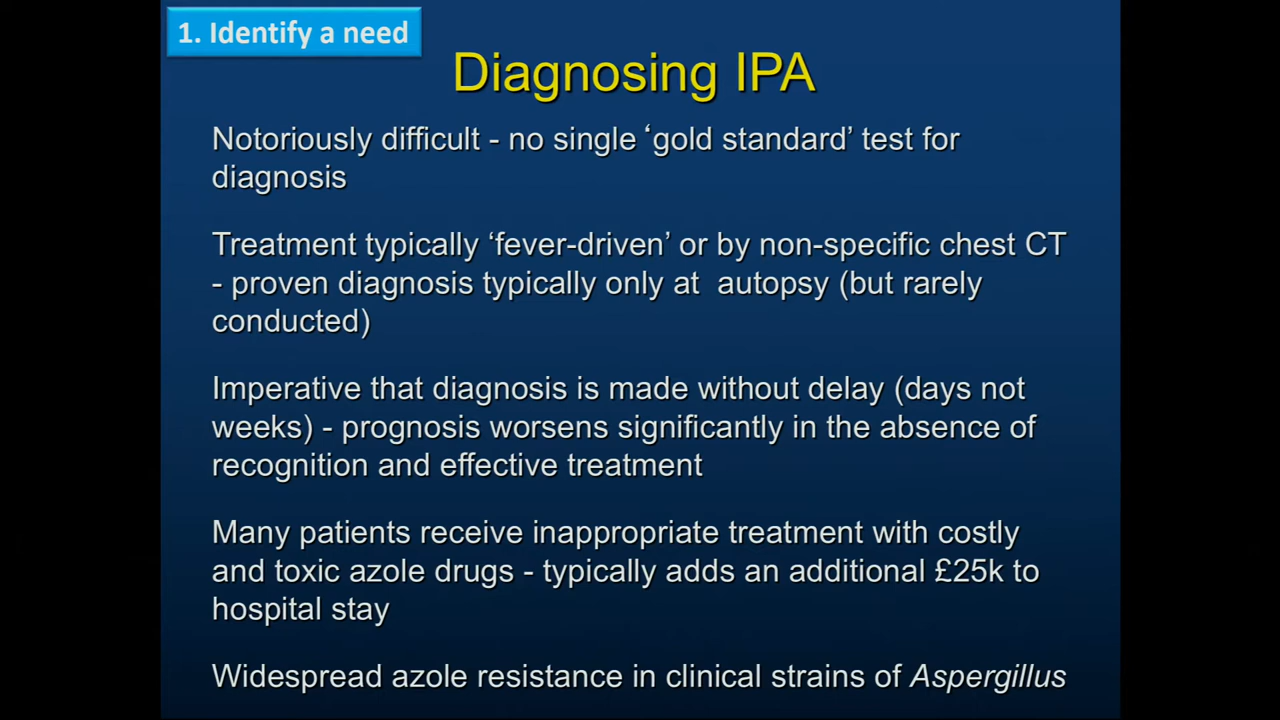 1. Identify a need
Diagnosing IPA
Notoriously difficult - no single ‘gold standard’ test for
diagnosis
Treatment typically ‘fever-driven’ or by non-specific chest CT
- proven diagnosis typically only at  autopsy (but rarely
conducted)
Imperative that diagnosis is made without delay (days not
weeks) - prognosis worsens significantly in the absence of
recognition and effective treatment
Many patients receive inappropriate treatment with costly
and toxic azole drugs - typically adds an additional £25k to
hospital stay
Widespread azole resistance in clinical strains of Aspergillus